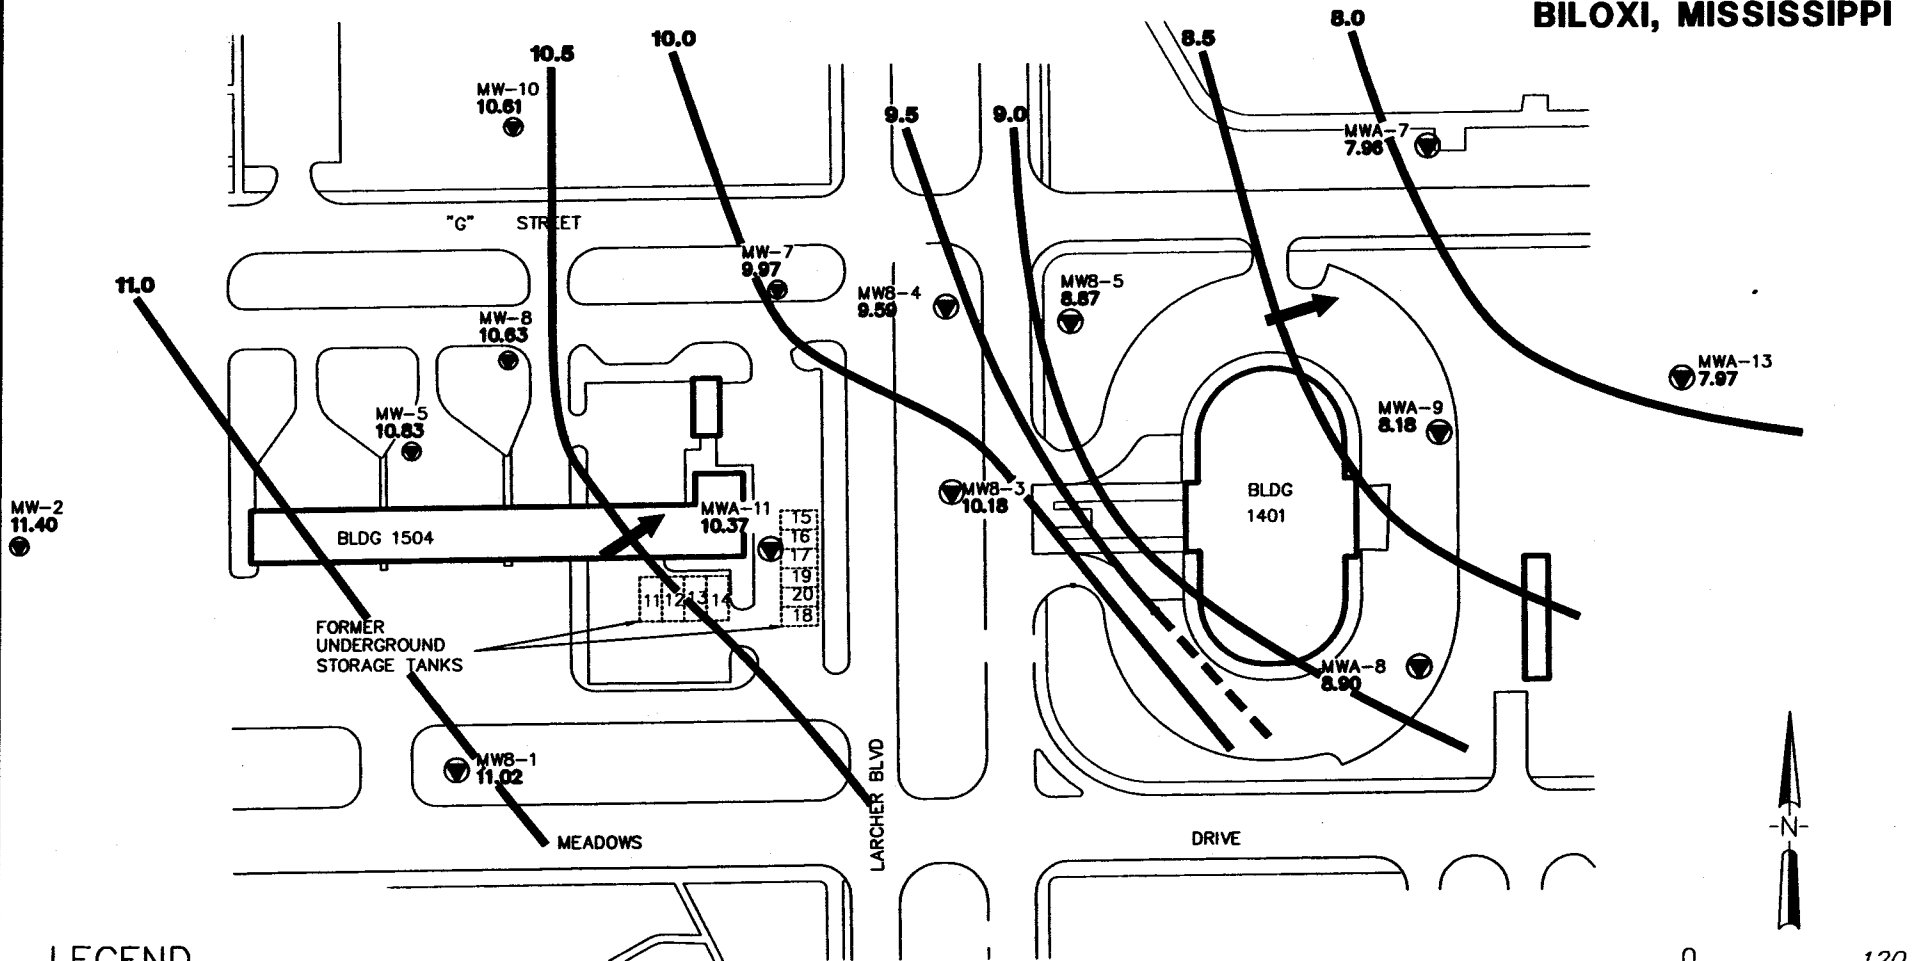 BILOXI, MISSISSIPPI
8.0
8.5
10.0
10.5
MW-10
10.61
9.5
9.0
MWA-7
7.96
"G" STREET
MW-7
9.97
11.0
MW8-4
9.59
MW8-5
8.87
MW-8
10.63
MWA-13
7.97
MW-5
10.83
MWA-9
8.18
MW-2
11.40
MWA-11
10.37
MW8-3
10.18
BLDG
1401
BLDG 1504
15
16
17
19
20
18
11 12 13 14
FORMER
UNDERGROUND
STORAGE TANKS
MWA-8
8.90
MW8-1
11.02
LARCHER BLVD
MEADOWS
DRIVE
-N-
LEGEND
0
120